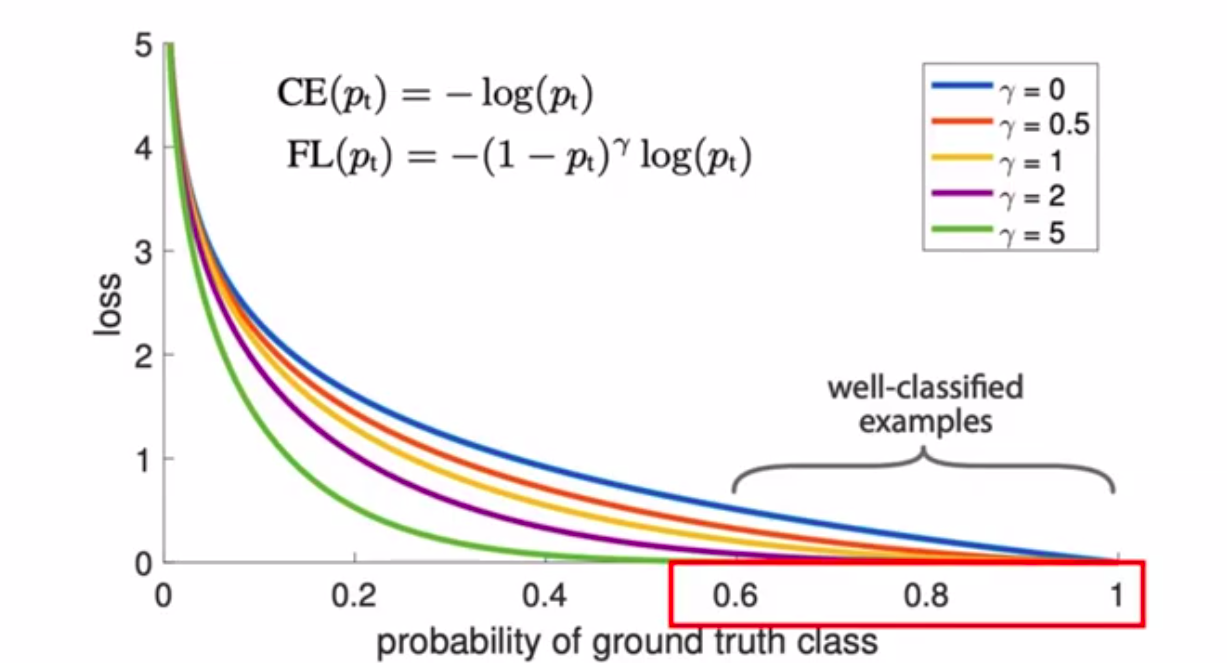 5
4
3
2
1
0
loss
CE(pₜ) = − log(pₜ)
FL(pₜ) = −(1 − pₜ)^γ log(pₜ)
γ = 0
γ = 0.5
γ = 1
γ = 2
γ = 5
well-classified
examples
0 0.2 0.4 0.6 0.8 1
probability of ground truth class